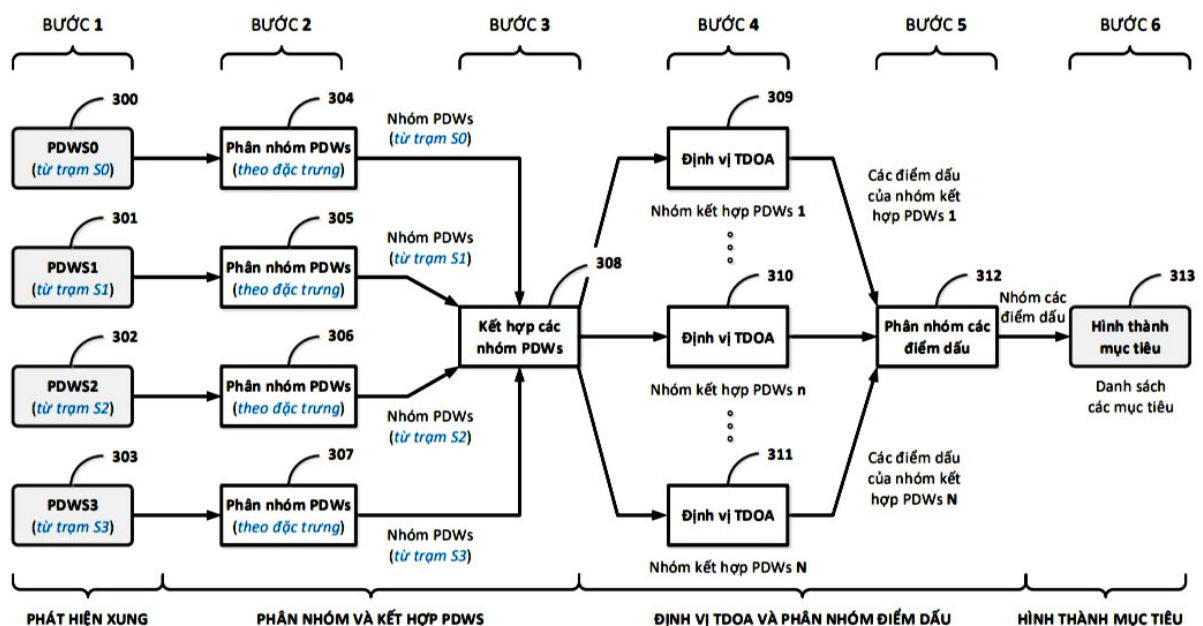 BƯỚC 1
BƯỚC 2
BƯỚC 3
BƯỚC 4
BƯỚC 5
BƯỚC 6
300
PDWS0
(từ trạm S0)
304
Phân nhóm PDWs
(theo đặc trưng)
Nhóm PDWs
(từ trạm S0)
301
PDWS1
(từ trạm S1)
305
Phân nhóm PDWs
(theo đặc trưng)
Nhóm PDWs
(từ trạm S1)
302
PDWS2
(từ trạm S2)
306
Phân nhóm PDWs
(theo đặc trưng)
Nhóm PDWs
(từ trạm S2)
303
PDWS3
(từ trạm S3)
307
Phân nhóm PDWs
(theo đặc trưng)
Nhóm PDWs
(từ trạm S3)
308
Kết hợp các
nhóm PDWs
309
Định vị TDOA
Nhóm kết hợp PDWs 1
310
Định vị TDOA
Nhóm kết hợp PDWs n
311
Định vị TDOA
Nhóm kết hợp PDWs N
Các điểm dấu
của nhóm kết
hợp PDWs 1
312
Phân nhóm các
điểm dấu
Các điểm dấu
của nhóm kết
hợp PDWs N
Nhóm các
điểm dấu
313
Hình thành
mục tiêu
Danh sách
các mục tiêu
PHÁT HIỆN XUNG
PHÂN NHÓM VÀ KẾT HỢP PDWS
ĐỊNH VỊ TDOA VÀ PHÂN NHÓM ĐIỂM DẤU
HÌNH THÀNH MỤC TIÊU